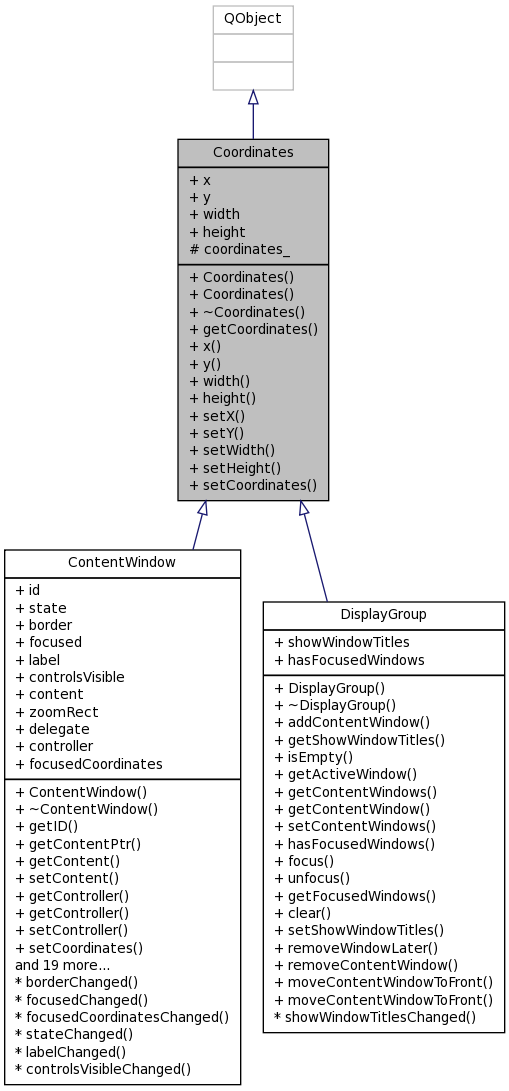 QObject
Coordinates
+ x
+ y
+ width
+ height
# coordinates_
+ Coordinates()
+ Coordinates()
+ ~Coordinates()
+ getCoordinates()
+ x()
+ y()
+ width()
+ height()
+ setX()
+ setY()
+ setWidth()
+ setHeight()
+ setCoordinates()
ContentWindow
+ id
+ state
+ border
+ focused
+ label
+ controlsVisible
+ content
+ zoomRect
+ delegate
+ controller
+ focusedCoordinates
+ ContentWindow()
+ ~ContentWindow()
+ getID()
+ getContentPtr()
+ getContent()
+ setContent()
+ getController()
+ getController()
+ setController()
+ setCoordinates()
and 19 more...
* borderChanged()
* focusedChanged()
* focusedCoordinatesChanged()
* stateChanged()
* labelChanged()
* controlsVisibleChanged()
DisplayGroup
+ showWindowTitles
+ hasFocusedWindows
+ DisplayGroup()
+ ~DisplayGroup()
+ addContentWindow()
+ getShowWindowTitles()
+ isEmpty()
+ getActiveWindow()
+ getContentWindows()
+ getContentWindow()
+ setContentWindows()
+ hasFocusedWindows()
+ focus()
+ unfocus()
+ getFocusedWindows()
+ clear()
+ setShowWindowTitles()
+ removeWindowLater()
+ removeContentWindow()
+ moveContentWindowToFront()
+ moveContentWindowToFront()
* showWindowTitlesChanged()